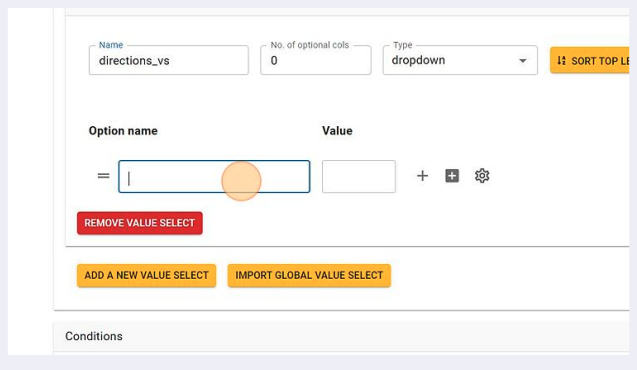 Name
directions_vs
No. of optional cols
0
Type
dropdown
SORT TOP LE
Option name
Value
REMOVE VALUE SELECT
ADD A NEW VALUE SELECT
IMPORT GLOBAL VALUE SELECT
Conditions